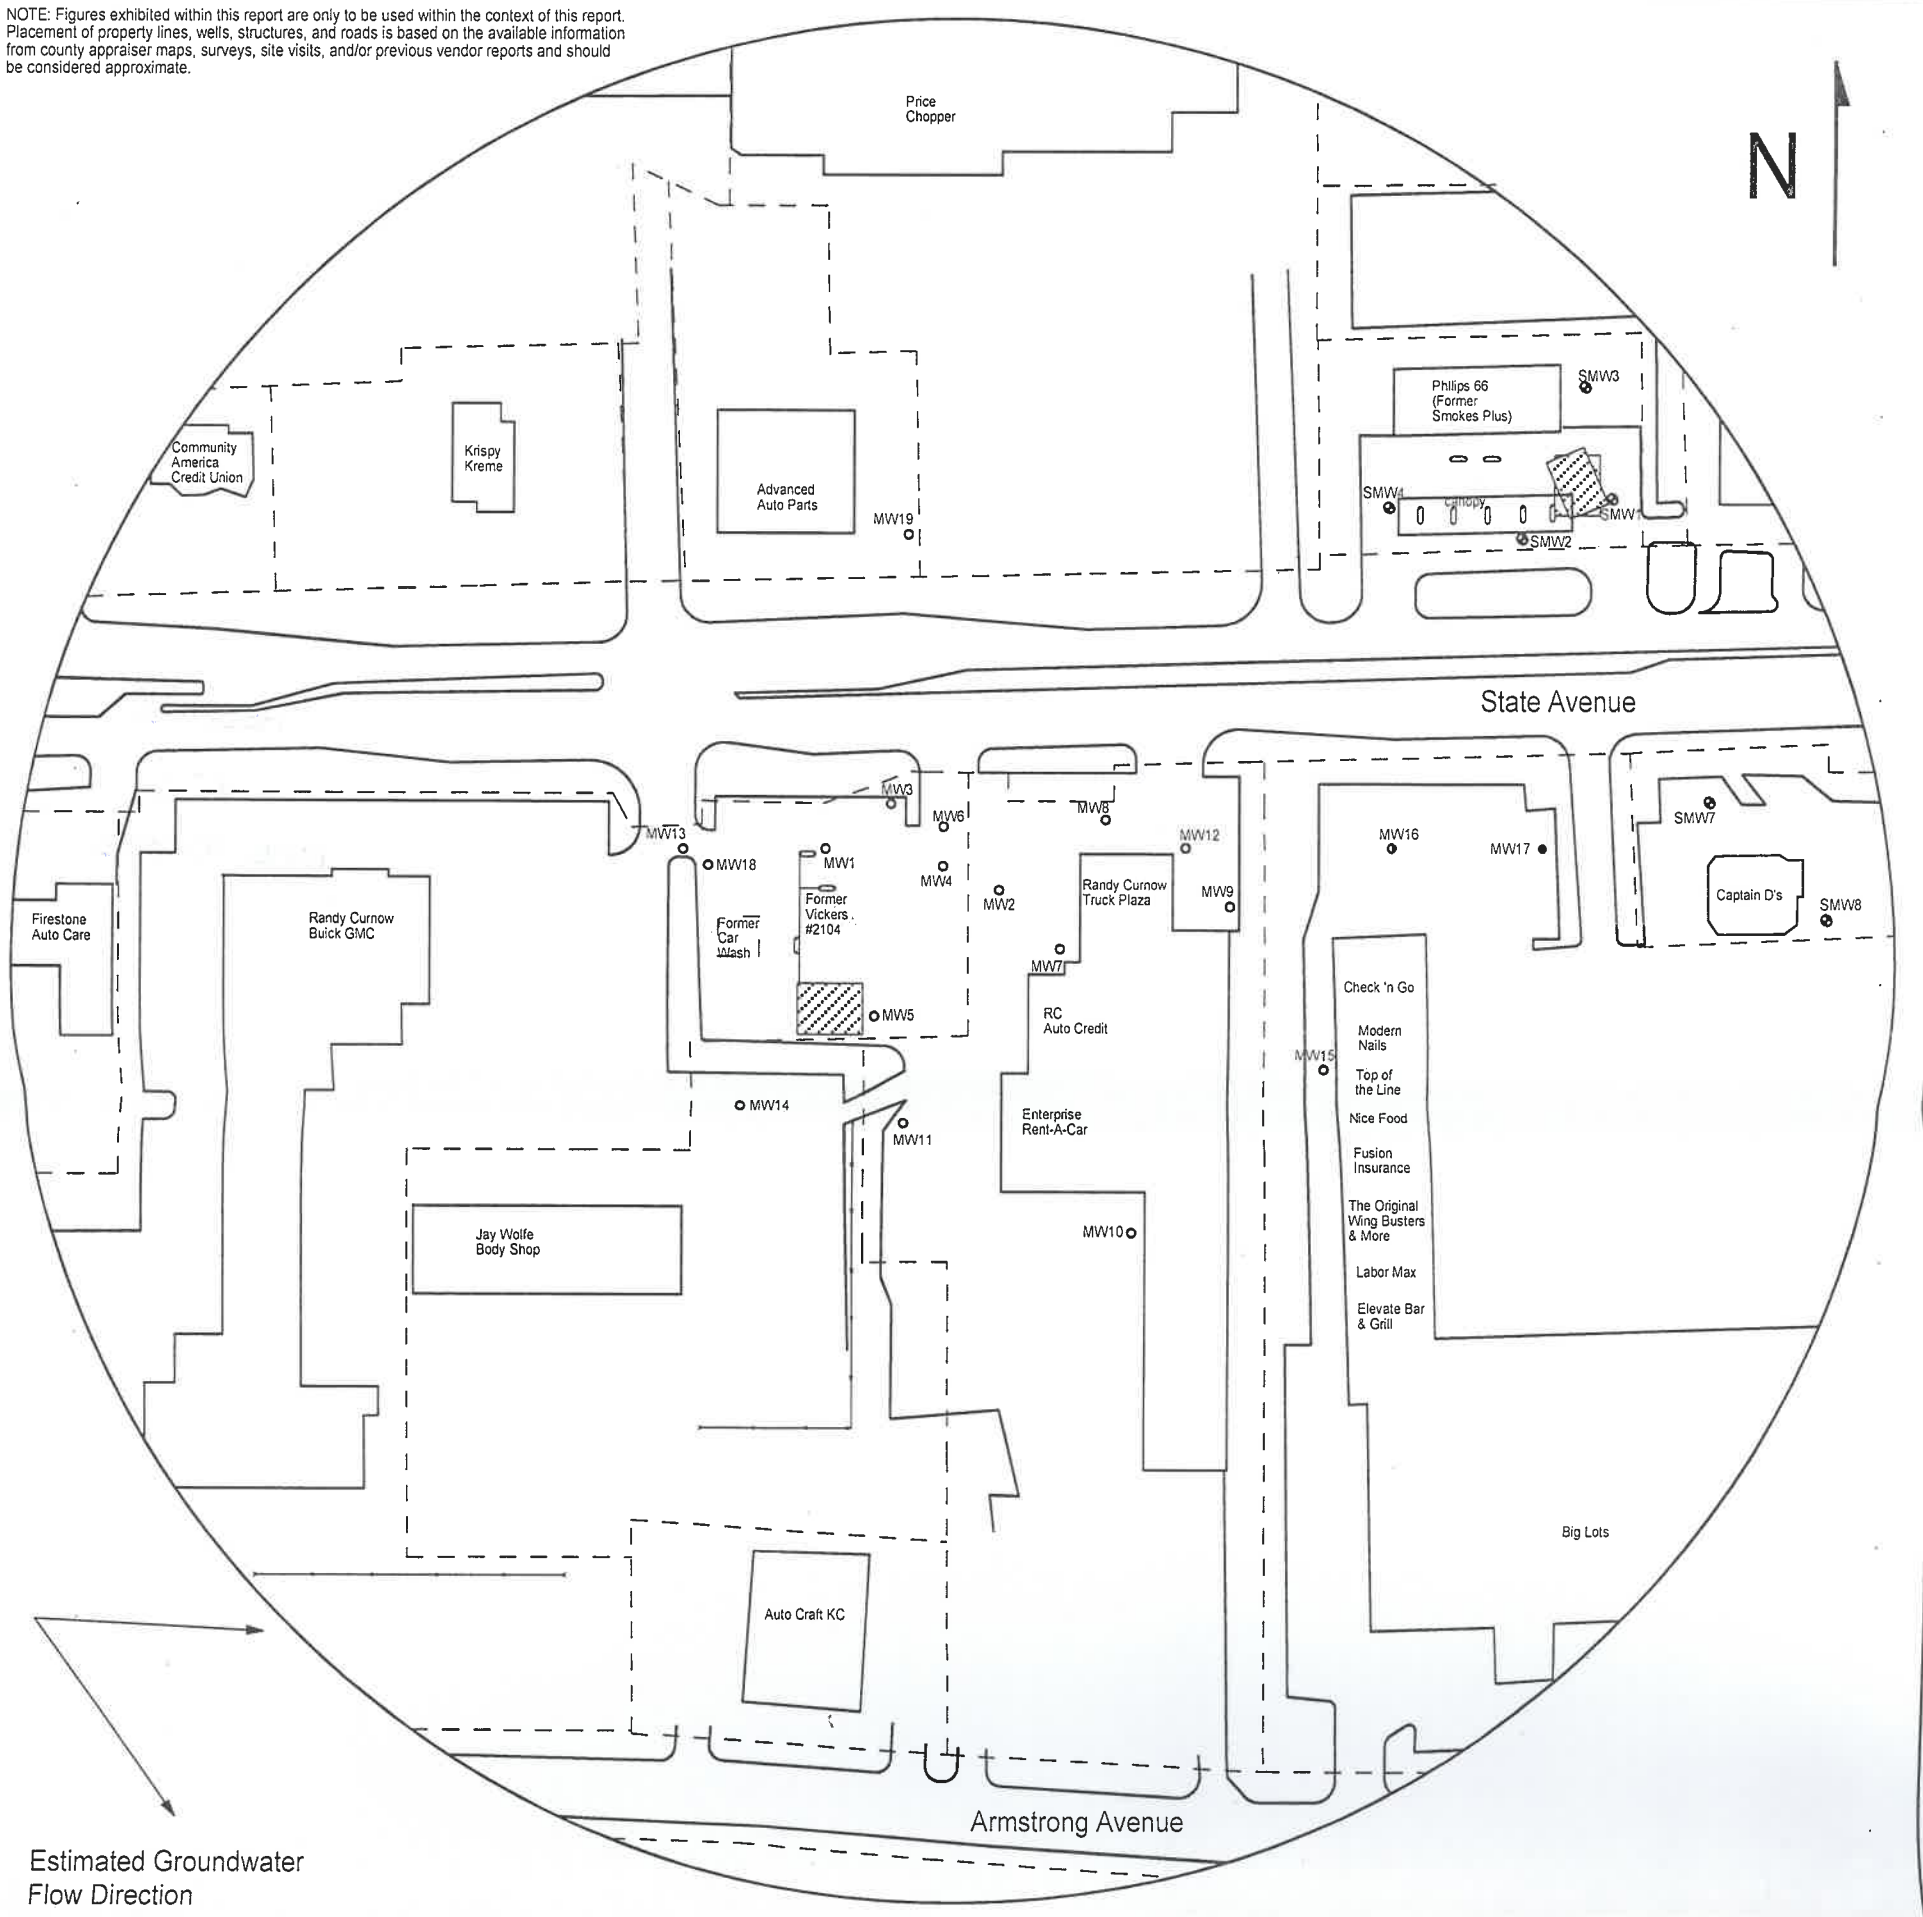 NOTE: Figures exhibited within this report are only to be used within the context of this report.
Placement of property lines, wells, structures, and roads is based on the available information
from county appraiser maps, surveys, site visits, and/or previous vendor reports and should
be considered approximate.
Price
Chopper
N
Philips 66
(Former
Smokes Plus)
SMW3
Community
America
Credit Union
Krispy
Kreme
Advanced
Auto Parts
MW19
SMW4
canopy
SMW1
SMW2
State Avenue
MW3
MW6
MW8
MW13
MW18
MW1
MW4
MW2
MW12
MW9
MW16
MW17
SMW7
Captain D's
SMW8
Firestone
Auto Care
Randy Curnow
Buick GMC
Former
Car
Wash
Former
Vickers
#2104
Randy Curnow
Truck Plaza
MW7
MW5
RC
Auto Credit
Check 'n Go
Modern
Nails
MW15
Top of
the Line
MW14
MW11
Enterprise
Rent-A-Car
Nice Food
Fusion
Insurance
Jay Wolfe
Body Shop
MW10
The Original
Wing Busters
& More
Labor Max
Elevate Bar
& Grill
Big Lots
Auto Craft KC
Armstrong Avenue
Estimated Groundwater
Flow Direction